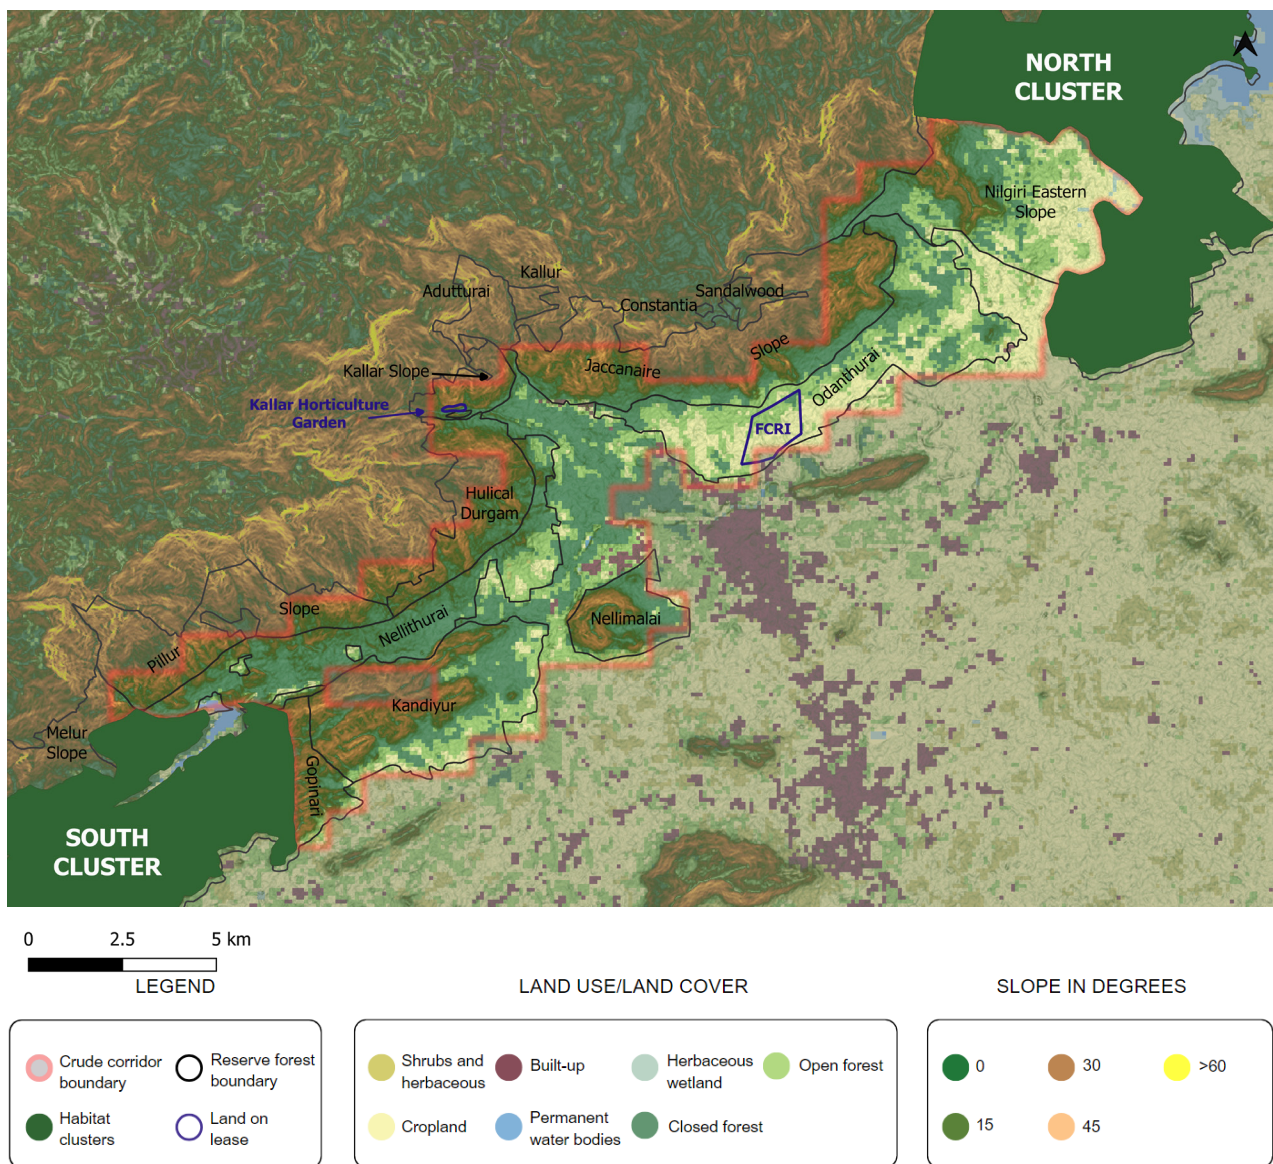 NORTH
CLUSTER
Nilgiri Eastern
Slope
Kallur
Adutturai
Sandalwood
Constantia
Slope
Jaccanaire
Kallar Slope
Odanthurai
Kallar Horticulture
Garden
FCRI
Hulical
Durgam
Slope
Nellithurai
Nellimalai
Pillur
Kandiyur
Melur
Slope
Gopinari
SOUTH
CLUSTER
0 2.5 5 km
LEGEND
Crude corridor
boundary
Reserve forest
boundary
Habitat
clusters
Land on
lease
LAND USE/LAND COVER
Shrubs and
herbaceous
Built-up
Herbaceous
wetland
Open forest
Cropland
Permanent
water bodies
Closed forest
SLOPE IN DEGREES
0
30
>60
15
45